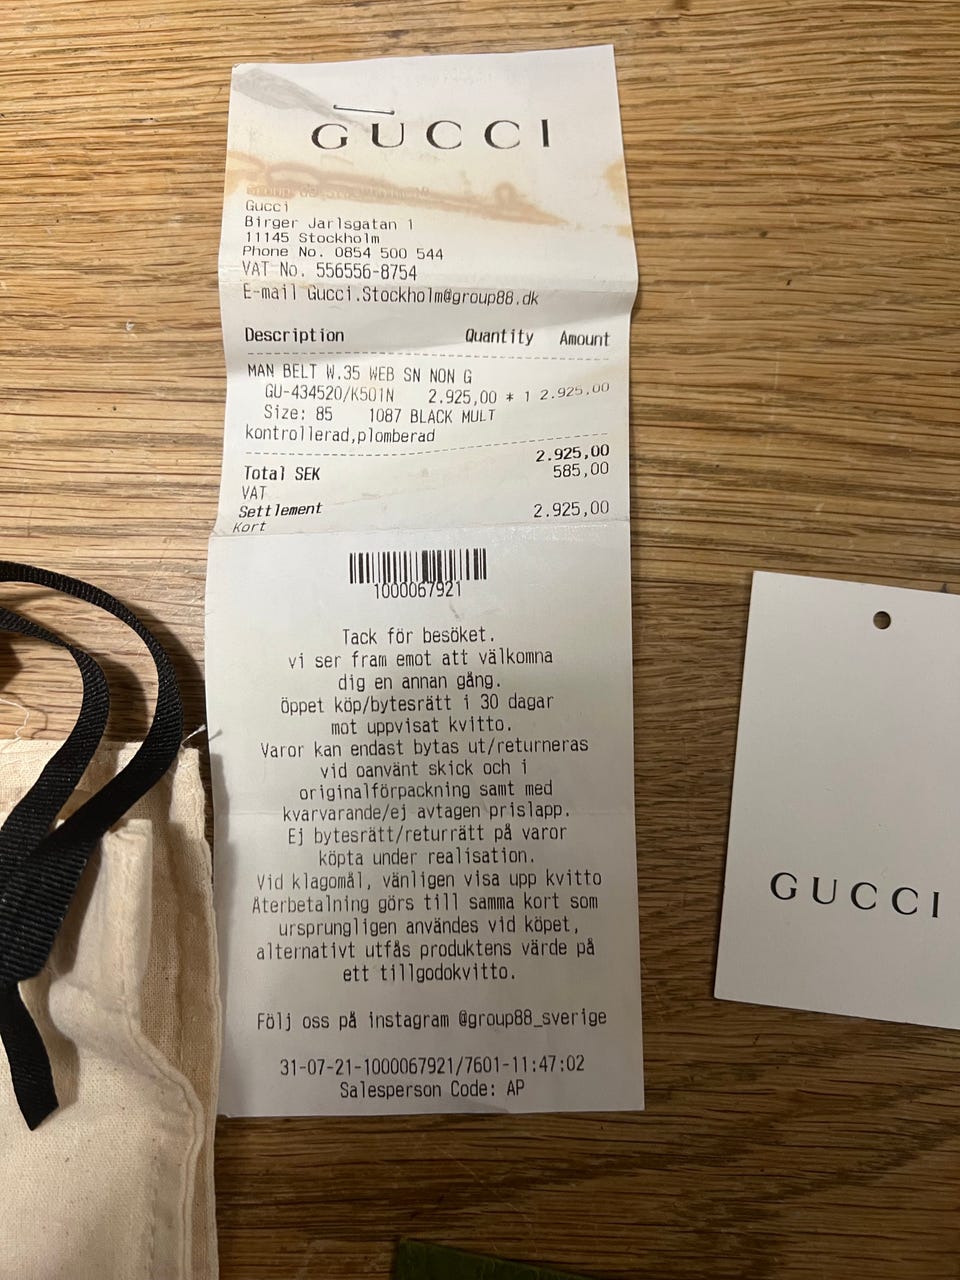 GUCCI
Gucci
Birger Jarlsgatan 1
11145 Stockholm
Phone No. 0854 500 544
VAT No. 556556-8754
E-mail Gucci.Stockholm@group88.dk
Description Quantity Amount
MAN BELT W.35 WEB SN NON G
GU-434520/K501N 2.925,00 * 1 2.925,00
Size: 85 1087 BLACK MULT
kontrollerad,plomberad
2.925,00
Total SEK 585,00
VAT
Settlement 2.925,00
Kort
1000067921
Tack för besöket.
vi ser fram emot att välkomna
dig en annan gång.
öppet köp/bytesrätt i 30 dagar
mot uppvisat kvitto.
Varor kan endast bytas ut/returneras
vid oanvänt skick och i
originalförpackning samt med
kvarvarande/ej avtagen prislapp.
Ej bytesrätt/returrätt på varor
köpta under realisation.
Vid klagomål, vänligen visa upp kvitto
Återbetalning görs till samma kort som
ursprungligen användes vid köpet,
alternativt utfås produktens värde på
ett tillgodokvitto.
Följ oss på instagram @group88_sverige
31-07-21-1000067921/7601-11:47:02
Salesperson Code: AP
GUCCI